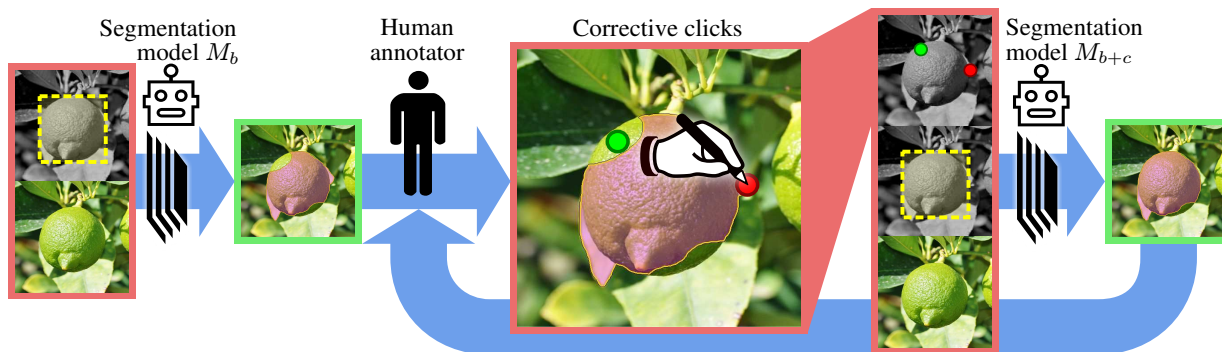 Segmentation
model M_b
Human
annotator
Corrective clicks
Segmentation
model M_{b+c}